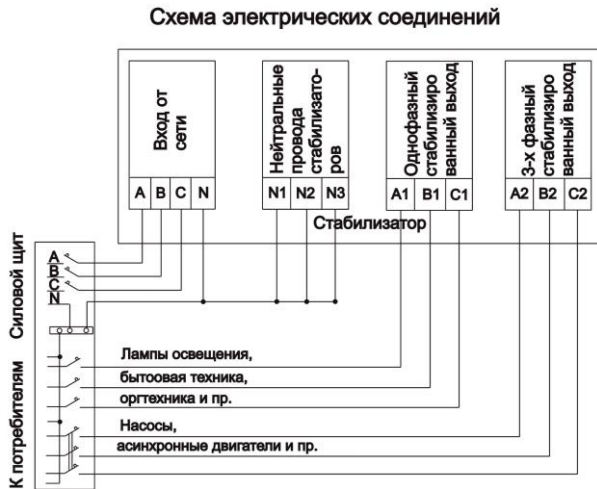 Схема электрических соединений
Вход от
сети
A B C N
Нейтральные
провода
стабилизато-
ров
N1 N2 N3
Однофазный
стабилизиро
ванный выход
A1 B1 C1
3-х фазный
стабилизиро
ванный выход
A2 B2 C2
Стабилизатор
Силовой щит
A
B
C
N
К потребителям
Лампы освещения,
бытоовая техника,
оргтехника и пр.
Насосы,
асинхронные двигатели и пр.